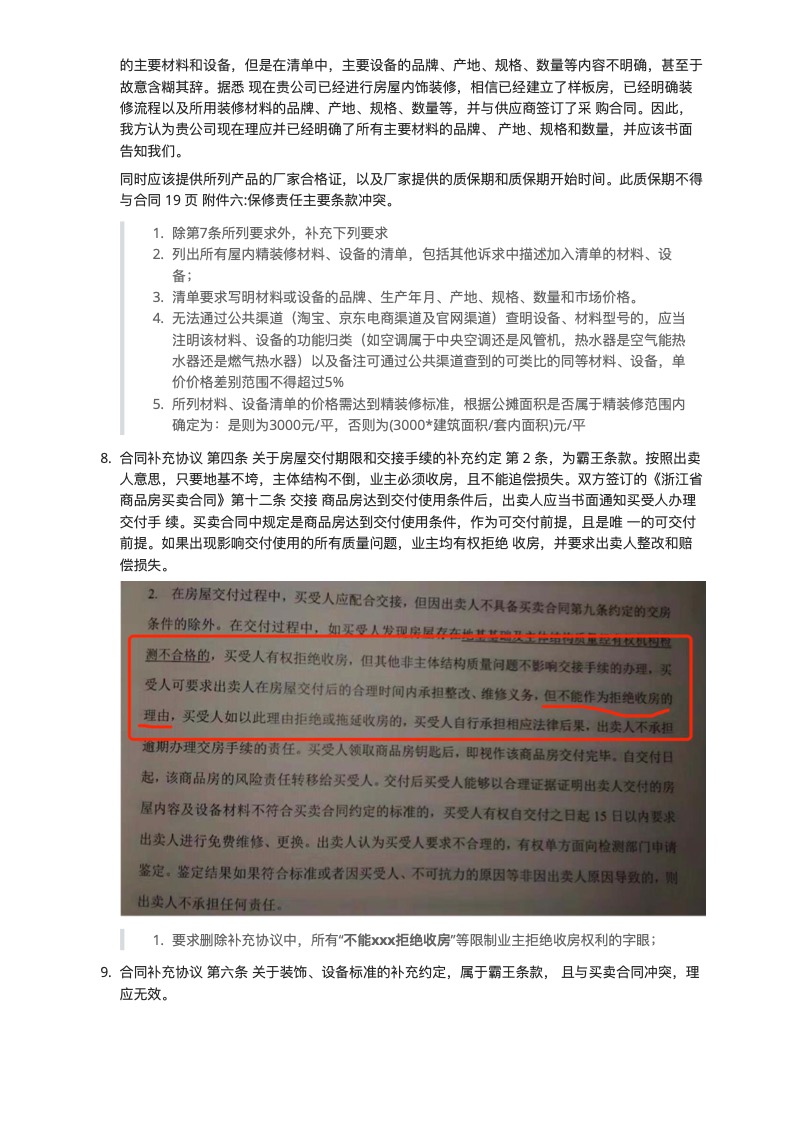 的主要材料和设备，但是在清单中，主要设备的品牌、产地、规格、数量等内容不明确，甚至于
故意含糊其辞。据悉 现在贵公司已经进行房屋内饰装修，相信已经建立了样板房，已经明确装
修流程以及所用装修材料的品牌、产地、规格、数量等，并与供应商签订了采 购合同。因此，
我方认为贵公司现在理应并已经明确了所有主要材料的品牌、 产地、规格和数量，并应该书面
告知我们。
同时应该提供所列产品的厂家合格证，以及厂家提供的质保期和质保期开始时间。此质保期不得
与合同 19 页 附件六:保修责任主要条款冲突。
1. 除第7条所列要求外，补充下列要求
2. 列出所有屋内精装修材料、设备的清单，包括其他诉求中描述加入清单的材料、设
备；
3. 清单要求写明材料或设备的品牌、生产年月、产地、规格、数量和市场价格。
4. 无法通过公共渠道（淘宝、京东电商渠道及官网渠道）查明设备、材料型号的，应当
注明该材料、设备的功能归类（如空调属于中央空调还是风管机，热水器是空气能热
水器还是燃气热水器）以及备注可通过公共渠道查到的可类比的同等材料、设备，单
价价格差别范围不得超过5%
5. 所列材料、设备清单的价格需达到精装修标准，根据公摊面积是否属于精装修范围内
确定为：是则为3000元/平，否则为(3000*建筑面积/套内面积)元/平
8. 合同补充协议 第四条 关于房屋交付期限和交接手续的补充约定 第 2 条，为霸王条款。按照出卖
人意思，只要地基不垮，主体结构不倒，业主必须收房，且不能追偿损失。双方签订的《浙江省
商品房买卖合同》第十二条 交接 商品房达到交付使用条件后，出卖人应当书面通知买受人办理
交付手 续。买卖合同中规定是商品房达到交付使用条件，作为可交付前提，且是唯 一的可交付
前提。如果出现影响交付使用的所有质量问题，业主均有权拒绝 收房，并要求出卖人整改和赔
偿损失。
2. 在房屋交付过程中，买受人应配合交接，但因出卖人不具备买卖合同第九条约定的交房
条件的除外。在交付过程中，如买受人发现房屋存在地基基础及主体结构质量经有权机构检
测不合格的，买受人有权拒绝收房，但其他非主体结构质量问题不影响交接手续的办理，买
受人可要求出卖人在房屋交付后的合理时间内承担整改、维修义务，但不能作为拒绝收房的
理由，买受人如以此理由拒绝或拖延收房的，买受人自行承担相应法律后果，出卖人不承担
逾期办理交房手续的责任。买受人领取商品房钥匙后，即视作该商品房交付完毕。自交付日
起，该商品房的风险责任转移给买受人。交付后买受人能够以合理证据证明出卖人交付的房
屋内容及设备材料不符合买卖合同约定的标准的，买受人有权自交付之日起 15 日以内要求
出卖人进行免费维修、更换。出卖人认为买受人要求不合理的，有权单方面向检测部门申请
鉴定。鉴定结果如果符合标准或者因买受人、不可抗力的原因等非因出卖人原因导致的，则
出卖人不承担任何责任。
1. 要求删除补充协议中，所有“不能xxx拒绝收房”等限制业主拒绝收房权利的字眼；
9. 合同补充协议 第六条 关于装饰、设备标准的补充约定，属于霸王条款， 且与买卖合同冲突，理
应无效。